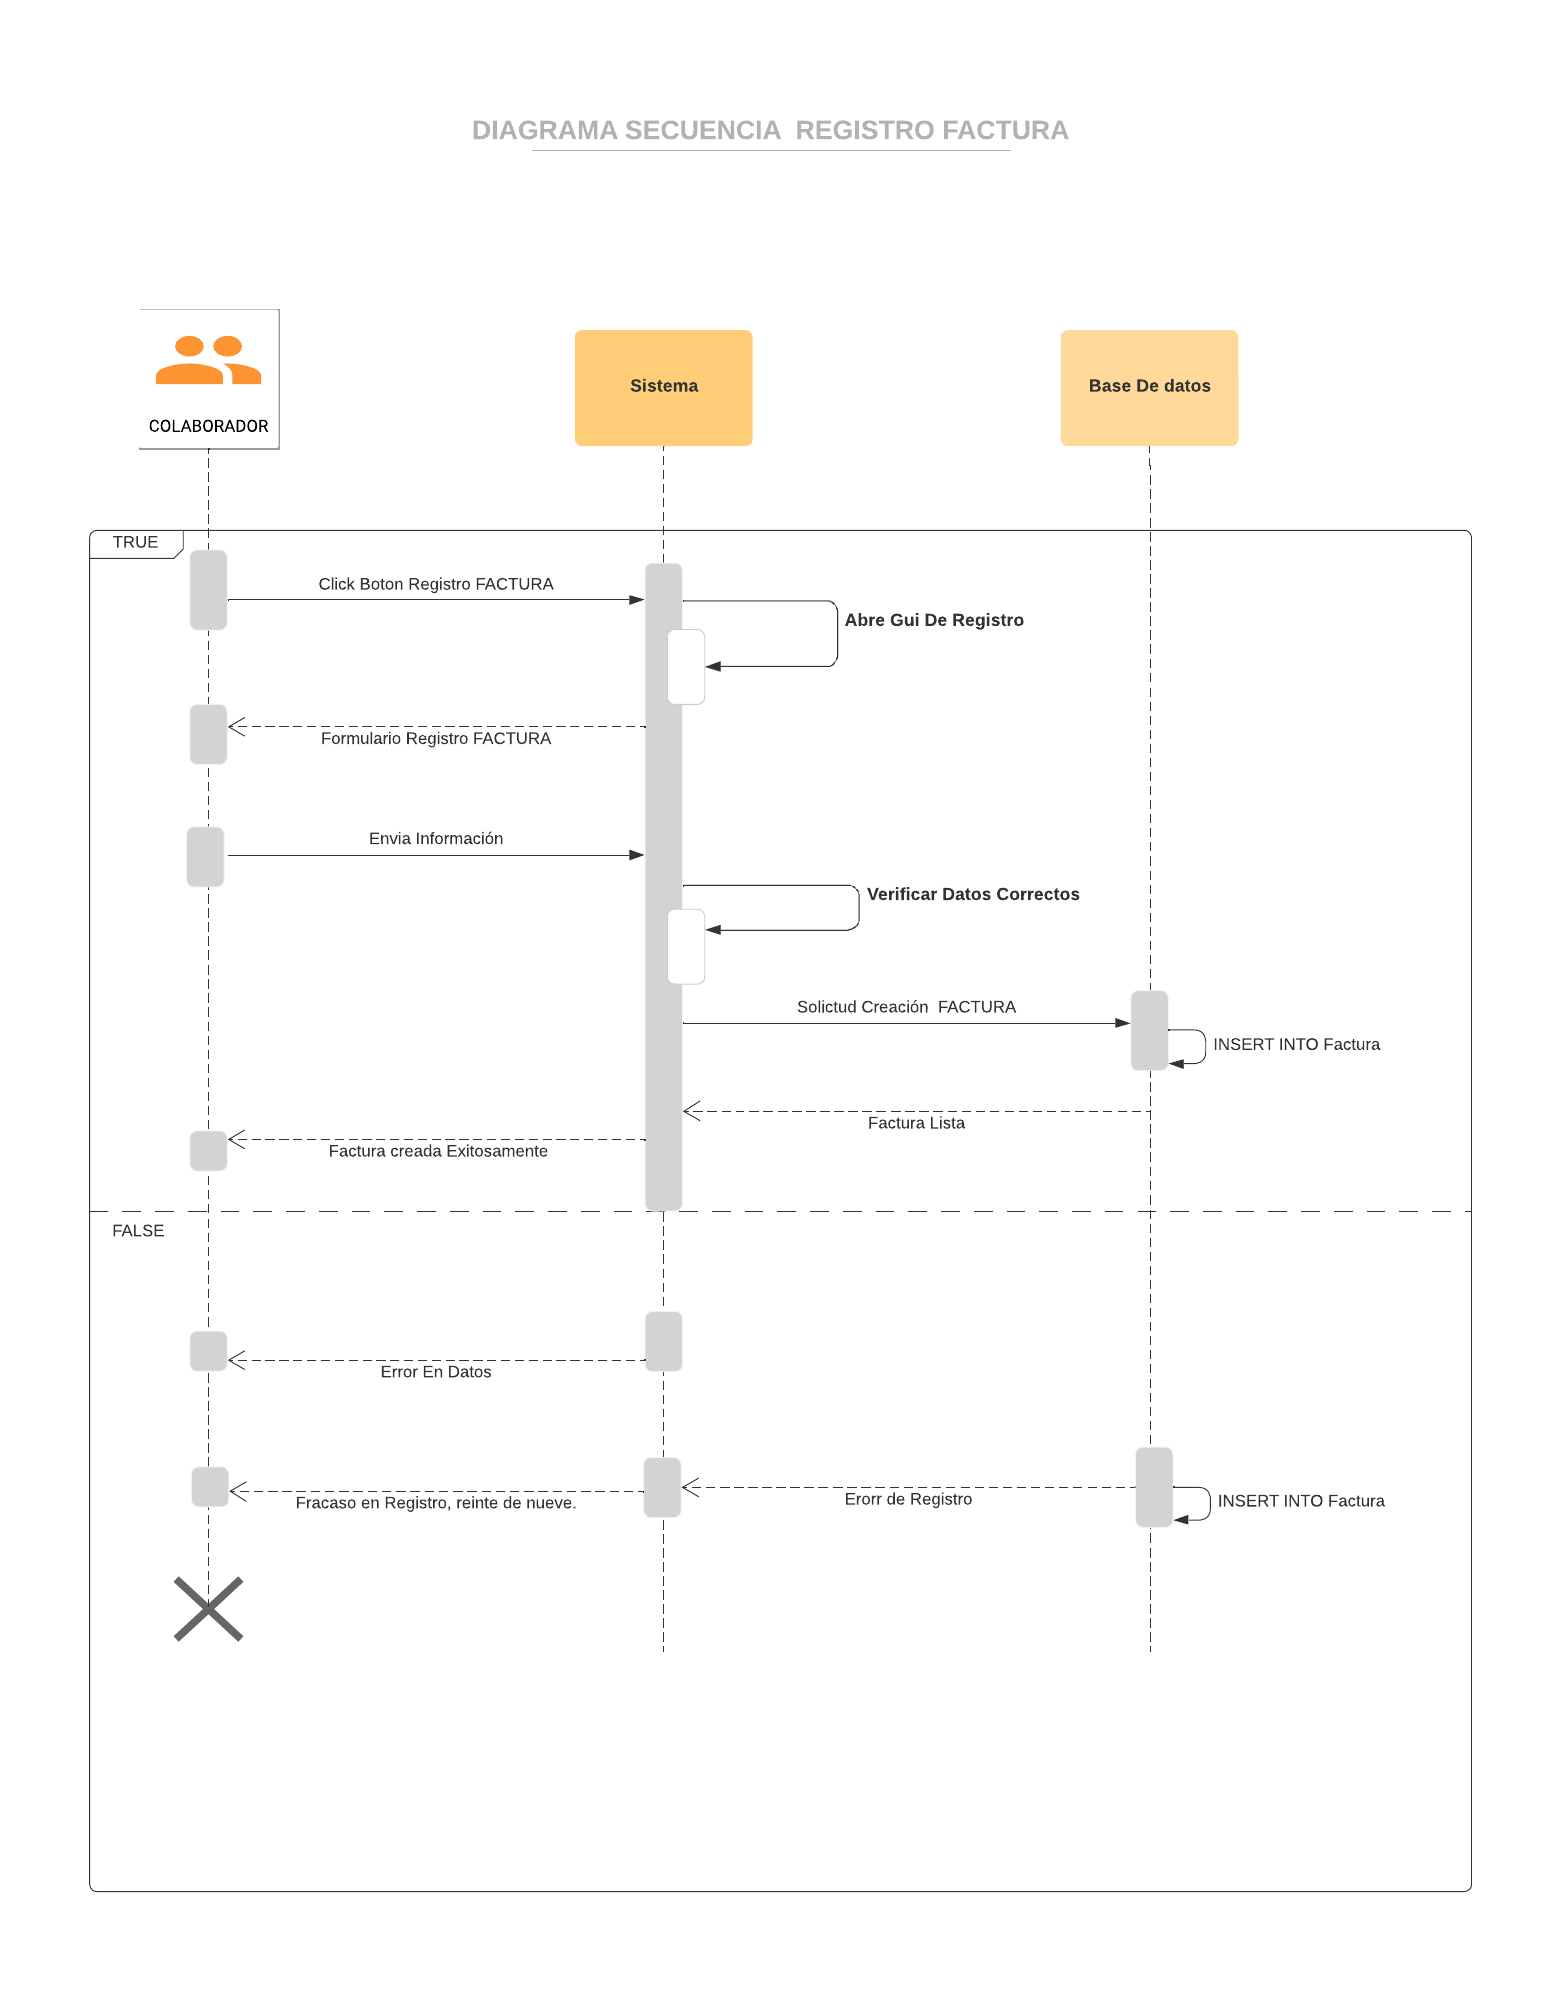 DIAGRAMA SECUENCIA  REGISTRO FACTURA
COLABORADOR
Sistema
Base De datos
TRUE
Click Boton Registro FACTURA
Abre Gui De Registro
Formulario Registro FACTURA
Envia Información
Verificar Datos Correctos
Solictud Creación  FACTURA
INSERT INTO Factura
Factura Lista
Factura creada Exitosamente
FALSE
Error En Datos
Erorr de Registro
INSERT INTO Factura
Fracaso en Registro, reinte de nueve.